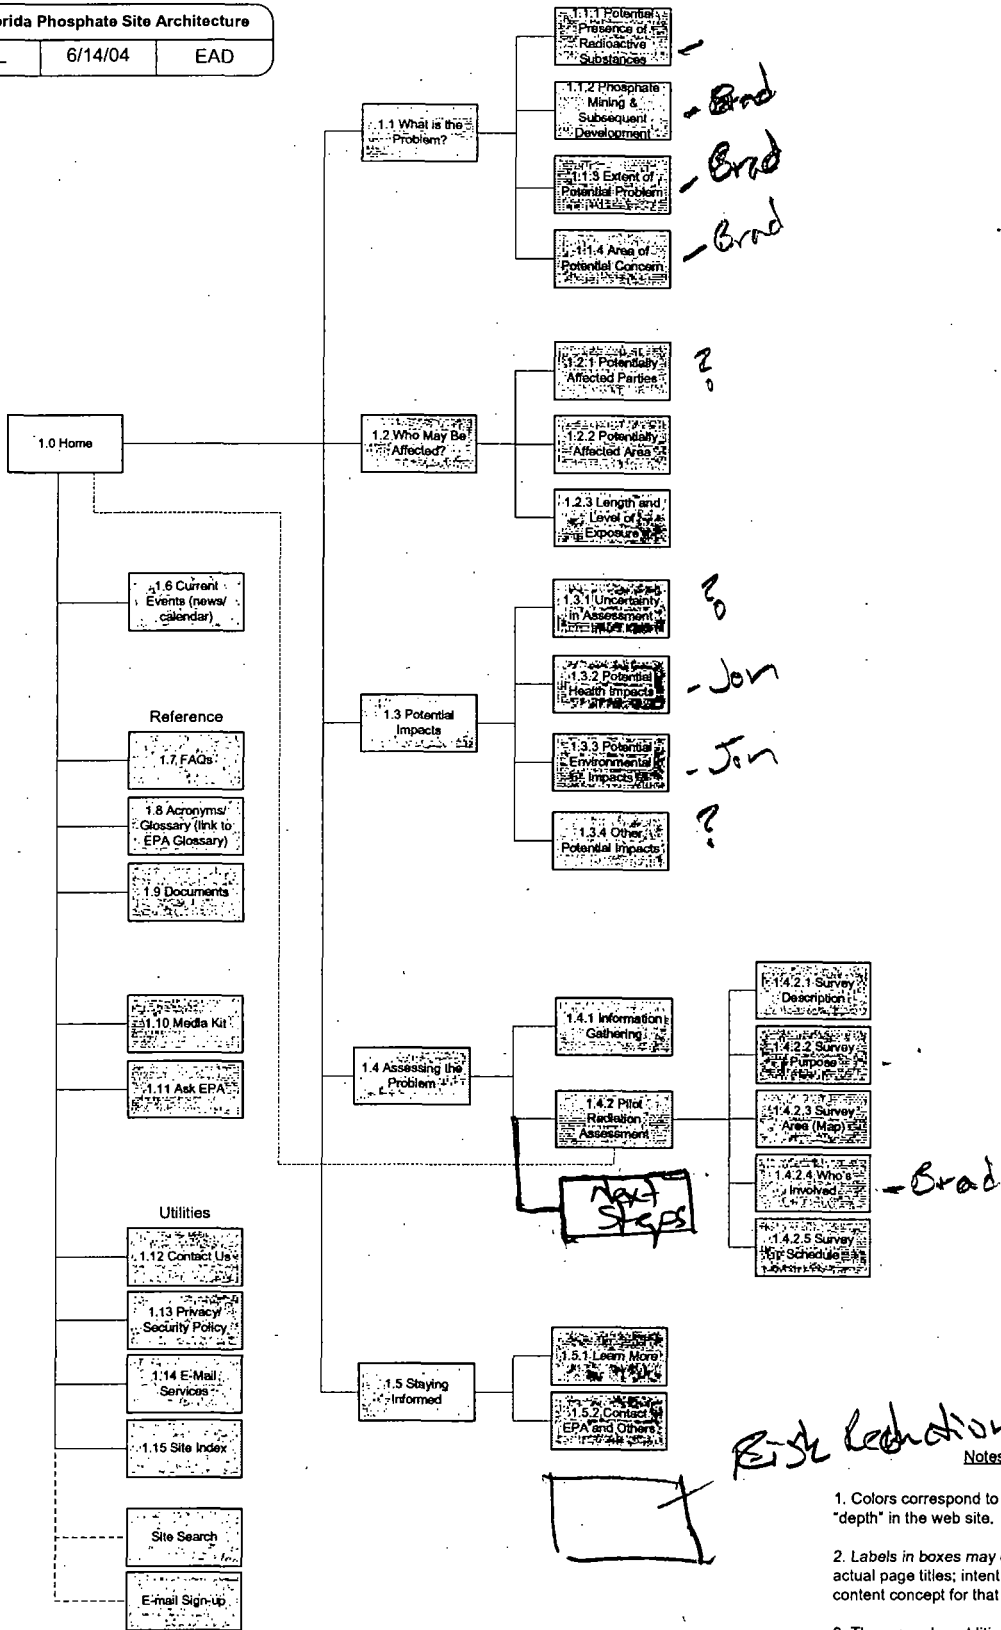 rida Phosphate Site Architecture
6/14/04
EAD
1.0 Home
1.1 What is the
Problem?
1.1.1 Potential
Presence of
Radioactive
Substances
1.1.2 Phosphate
Mining &
Subsequent
Development
- Brad
1.1.3 Extent of
Potential Problem
- Brad
1.1.4 Area of
Potential Concern
- Brad
1.2 Who May Be
Affected?
1.2.1 Potentially
Affected Parties
?
1.2.2 Potentially
Affected Area
1.2.3 Length and
Level of
Exposure
1.3 Potential
Impacts
1.3.1 Uncertainty
in Assessment
?
1.3.2 Potential
Health Impacts
- Jon
1.3.3 Potential
Environmental
Impacts
- Jon
1.3.4 Other
Potential Impacts
?
1.4 Assessing the
Problem
1.4.1 Information
Gathering
1.4.2 Pilot
Radiation
Assessment
Next
Steps
1.4.2.1 Survey
Description
1.4.2.2 Survey
Purpose
1.4.2.3 Survey
Area (Map)
1.4.2.4 Who's
Involved
- Brad
1.4.2.5 Survey
Schedule
1.5 Staying
Informed
1.5.1 Learn More
1.5.2 Contact
EPA and Others
1.6 Current
Events (news/
calendar)
Reference
1.7 FAQs
1.8 Acronyms/
Glossary (link to
EPA Glossary)
1.9 Documents
1.10 Media Kit
1.11 Ask EPA
Utilities
1.12 Contact Us
1.13 Privacy/
Security Policy
1.14 E-Mail
Services
1.15 Site Index
Site Search
E-mail Sign-up
Risk Reduction
Notes
1. Colors correspond to
"depth" in the web site.
2. Labels in boxes may
actual page titles; intent
content concept for that